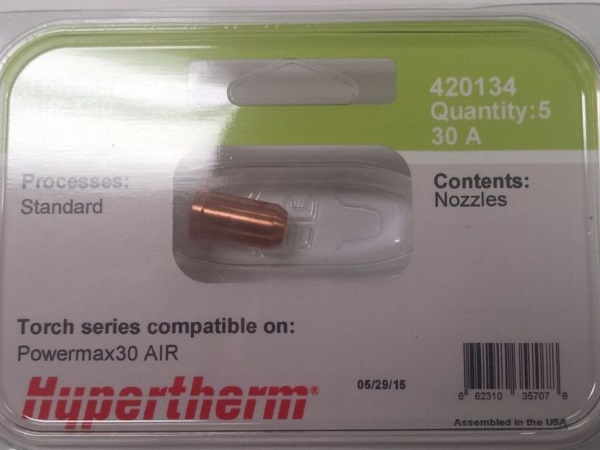 420134
Quantity:5
30 A
Processes:
Standard
Contents:
Nozzles
Torch series compatible on:
Powermax30 AIR
Hypertherm®
05/29/15
6 62310 35707 8
Assembled in the USA